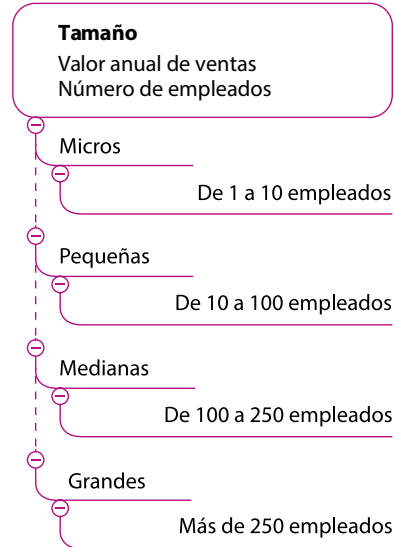 Tamaño
Valor anual de ventas
Número de empleados
Micros
De 1 a 10 empleados
Pequeñas
De 10 a 100 empleados
Medianas
De 100 a 250 empleados
Grandes
Más de 250 empleados